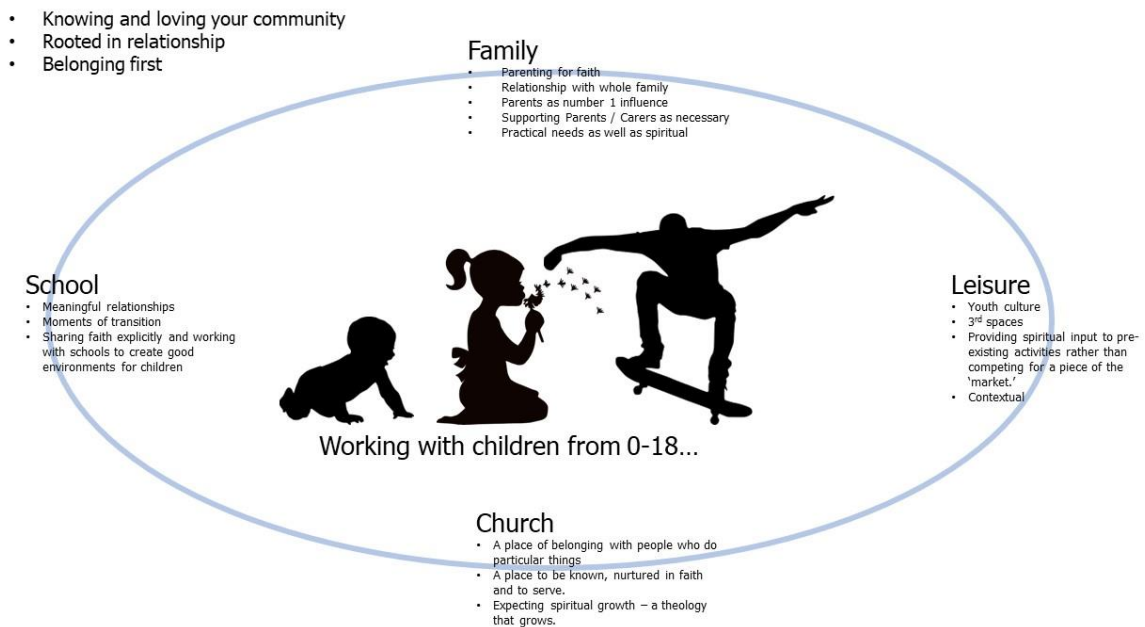 • Knowing and loving your community
• Rooted in relationship
• Belonging first
Family
• Parenting for faith
• Relationship with whole family
• Parents as number 1 influence
• Supporting Parents / Carers as necessary
• Practical needs as well as spiritual
School
• Meaningful relationships
• Moments of transition
• Sharing faith explicitly and working
with schools to create good
environments for children
Leisure
• Youth culture
• 3rd spaces
• Providing spiritual input to pre-
existing activities rather than
competing for a piece of the
‘market.’
• Contextual
Working with children from 0-18...
Church
• A place of belonging with people who do
particular things
• A place to be known, nurtured in faith
and to serve.
• Expecting spiritual growth – a theology
that grows.